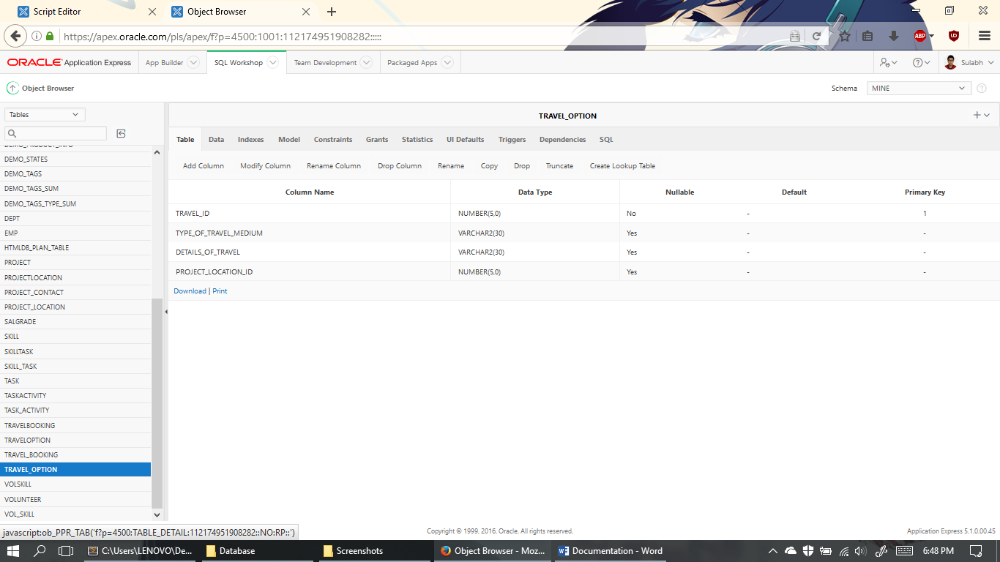 Script Editor
Object Browser
https://apex.oracle.com/pls/apex/f?p=4500:1001:112174951908282:::::
ABP
ORACLE Application Express
App Builder
SQL Workshop
Team Development
Packaged Apps
Sulabh
Object Browser
Schema
MINE
Tables
TRAVEL_OPTION
Table Data Indexes Model Constraints Grants Statistics UI Defaults Triggers Dependencies SQL
Add Column Modify Column Rename Column Drop Column Rename Copy Drop Truncate Create Lookup Table
Column Name Data Type Nullable Default Primary Key
TRAVEL_ID NUMBER(5,0) No - 1
TYPE_OF_TRAVEL_MEDIUM VARCHAR2(30) Yes - -
DETAILS_OF_TRAVEL VARCHAR2(30) Yes - -
PROJECT_LOCATION_ID NUMBER(5,0) Yes - -
Download | Print
DEMO_PRODUCT_INFO
DEMO_STATES
DEMO_TAGS
DEMO_TAGS_SUM
DEMO_TAGS_TYPE_SUM
DEPT
EMP
HTMLDB_PLAN_TABLE
PROJECT
PROJECTLOCATION
PROJECT_CONTACT
PROJECT_LOCATION
SALGRADE
SKILL
SKILLTASK
SKILL_TASK
TASK
TASKACTIVITY
TASK_ACTIVITY
TRAVELBOOKING
TRAVELOPTION
TRAVEL_BOOKING
TRAVEL_OPTION
VOLSKILL
VOLUNTEER
VOL_SKILL
javascript:ob_PPR_TAB('f?p=4500:TABLE_DETAIL:112174951908282::NO:RP::')
Copyright © 1999, 2016, Oracle. All rights reserved.
Application Express 5.1.0.00.45
C:\Users\LENOVO\De...
Database
Screenshots
Object Browser - Moz...
Documentation - Word
6:48 PM